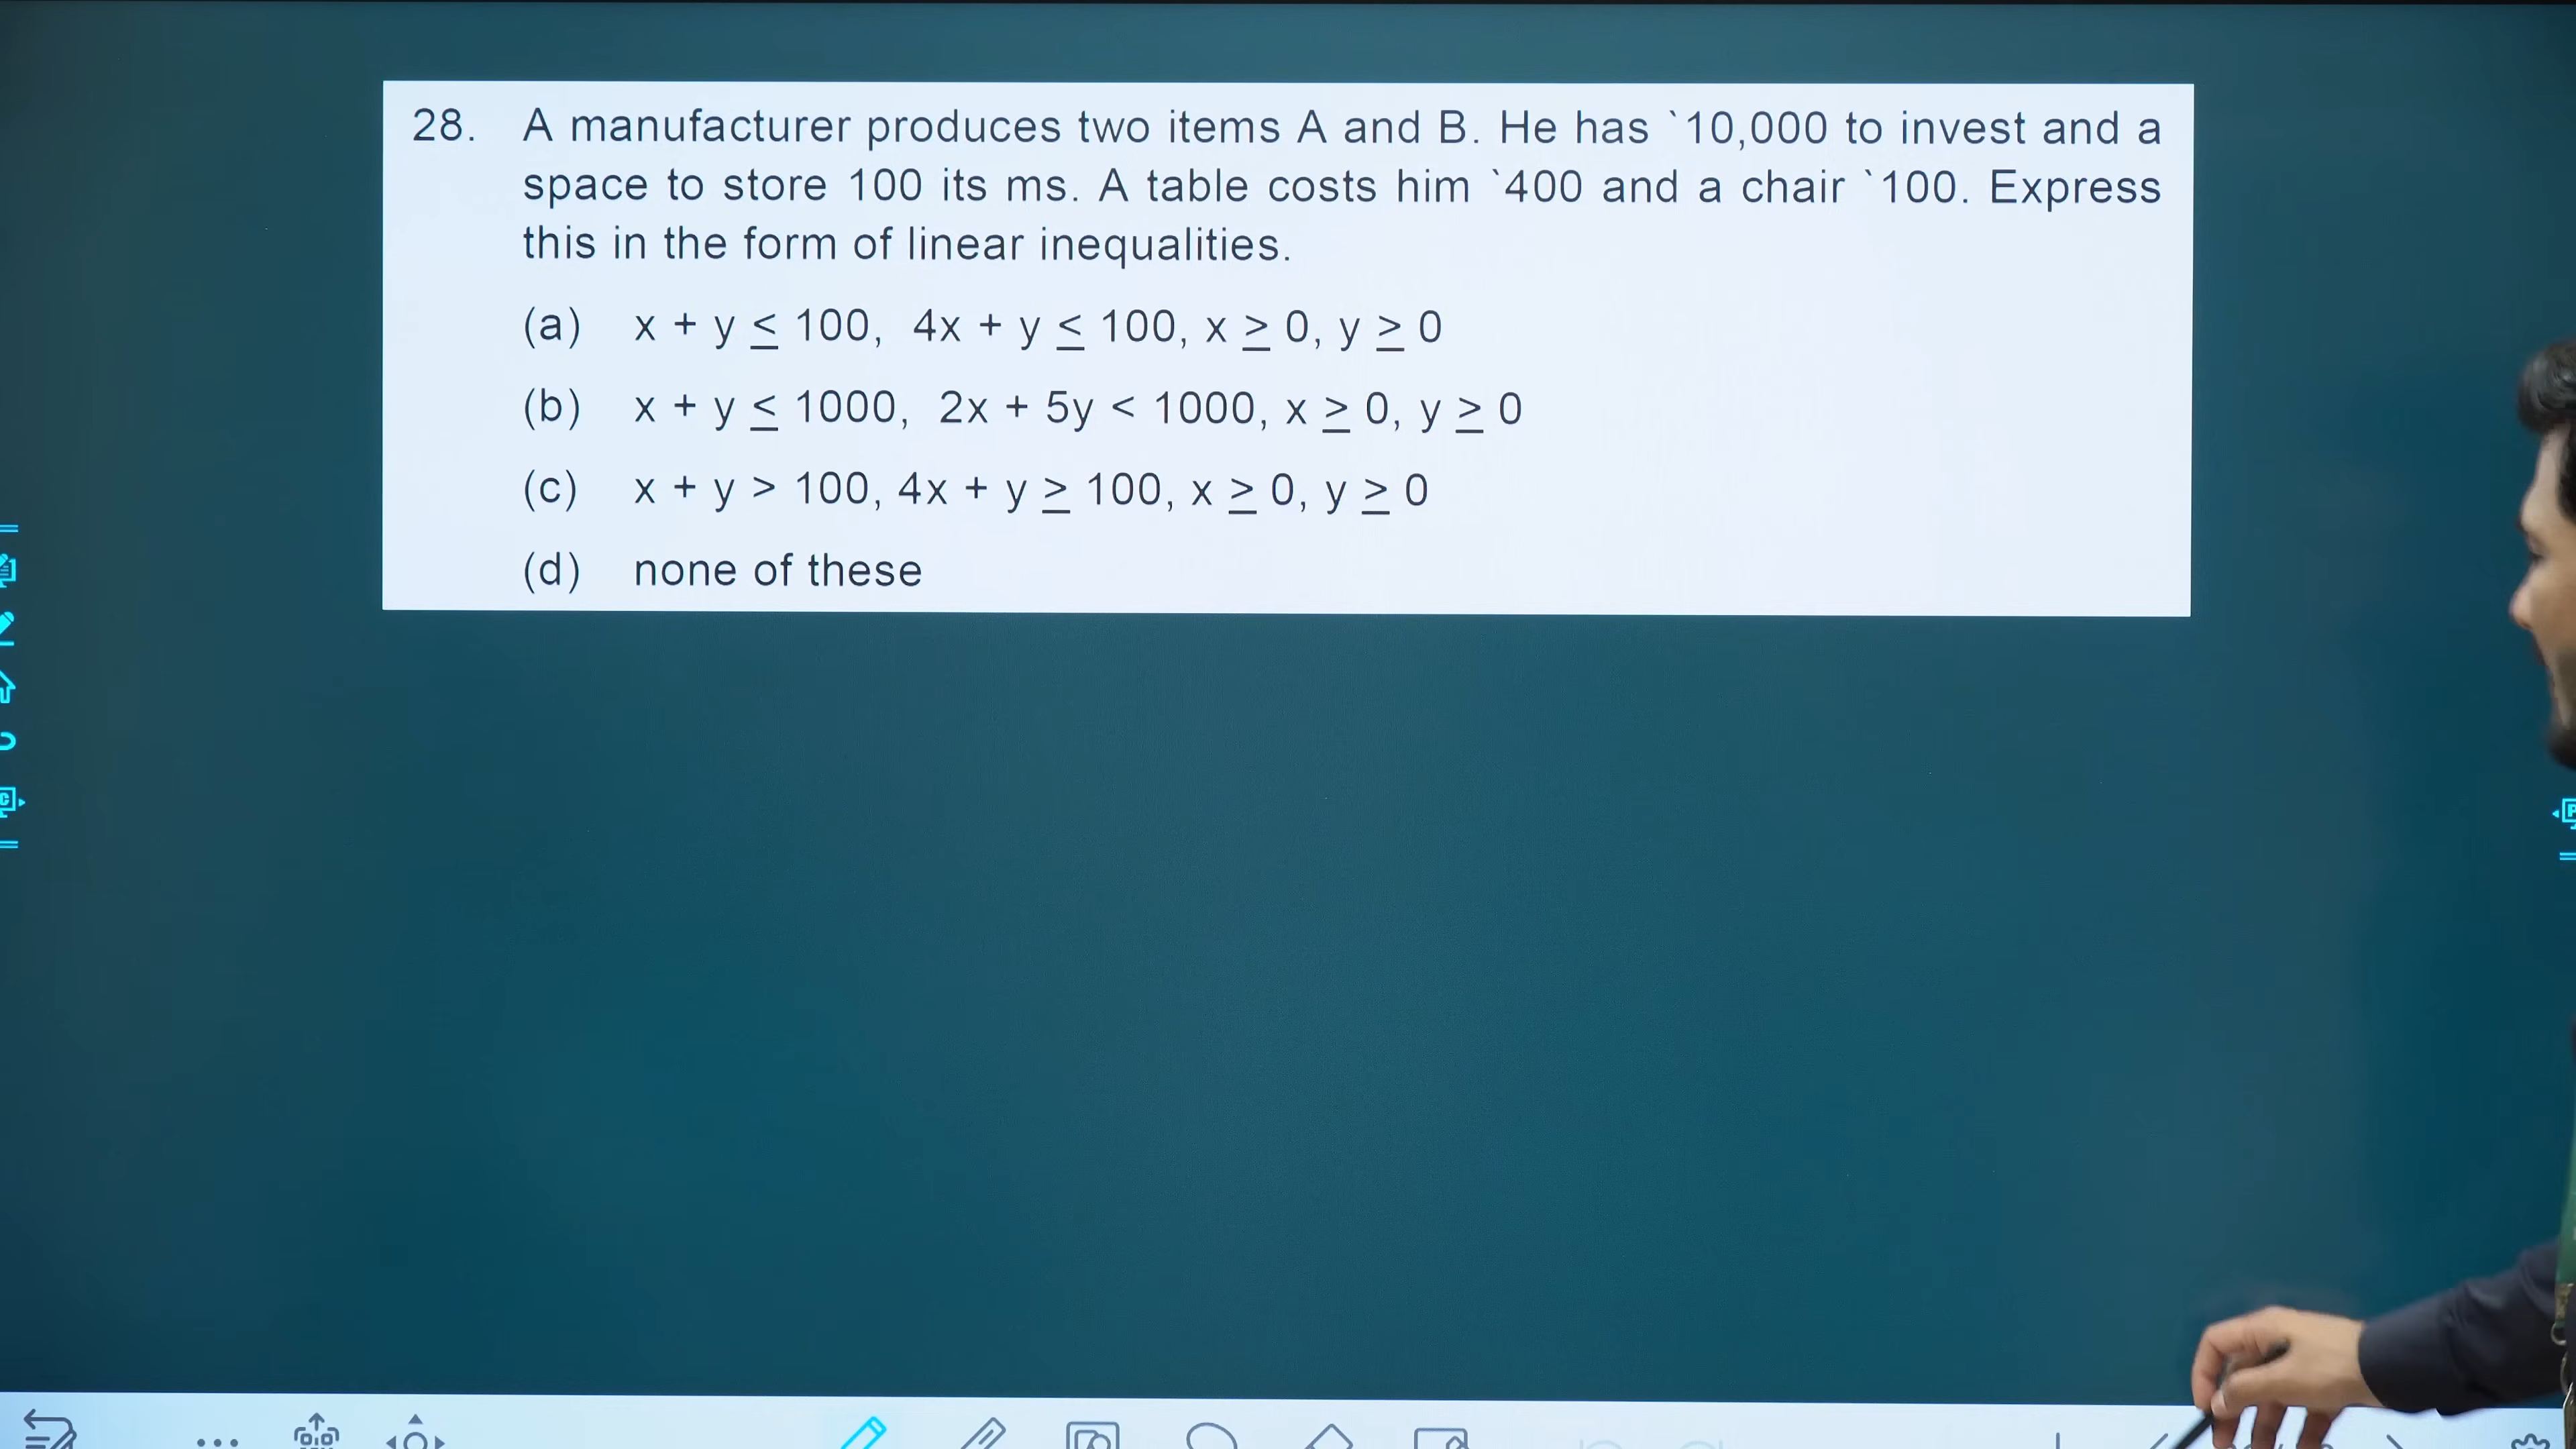 28. A manufacturer produces two items A and B. He has `10,000 to invest and a
space to store 100 its ms. A table costs him `400 and a chair `100. Express
this in the form of linear inequalities.
(a) x + y ≤ 100, 4x + y ≤ 100, x ≥ 0, y ≥ 0
(b) x + y ≤ 1000, 2x + 5y < 1000, x ≥ 0, y ≥ 0
(c) x + y > 100, 4x + y ≥ 100, x ≥ 0, y ≥ 0
(d) none of these